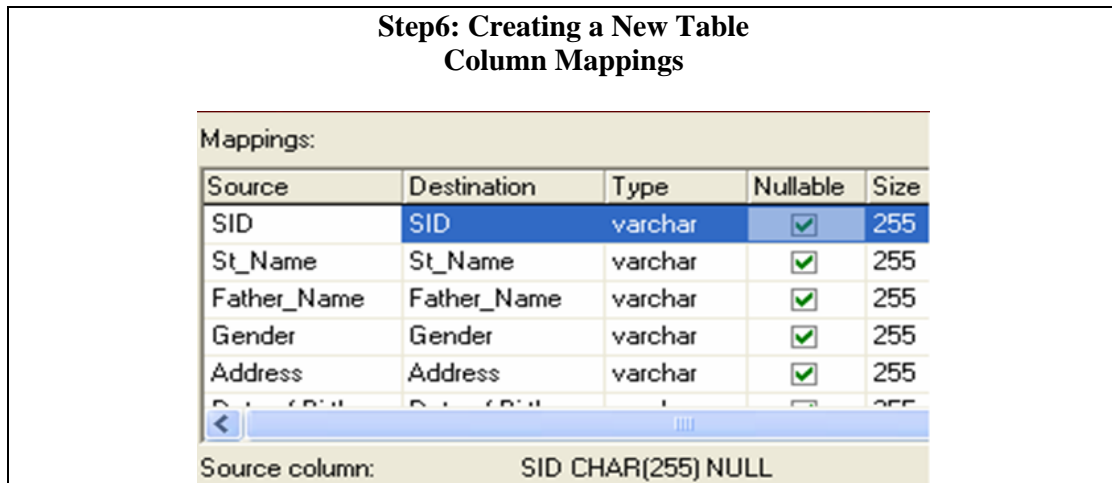 Step6: Creating a New Table
Column Mappings
Mappings:
Source Destination Type Nullable Size
SID SID varchar 255
St_Name St_Name varchar 255
Father_Name Father_Name varchar 255
Gender Gender varchar 255
Address Address varchar 255
Source column: SID CHAR(255) NULL